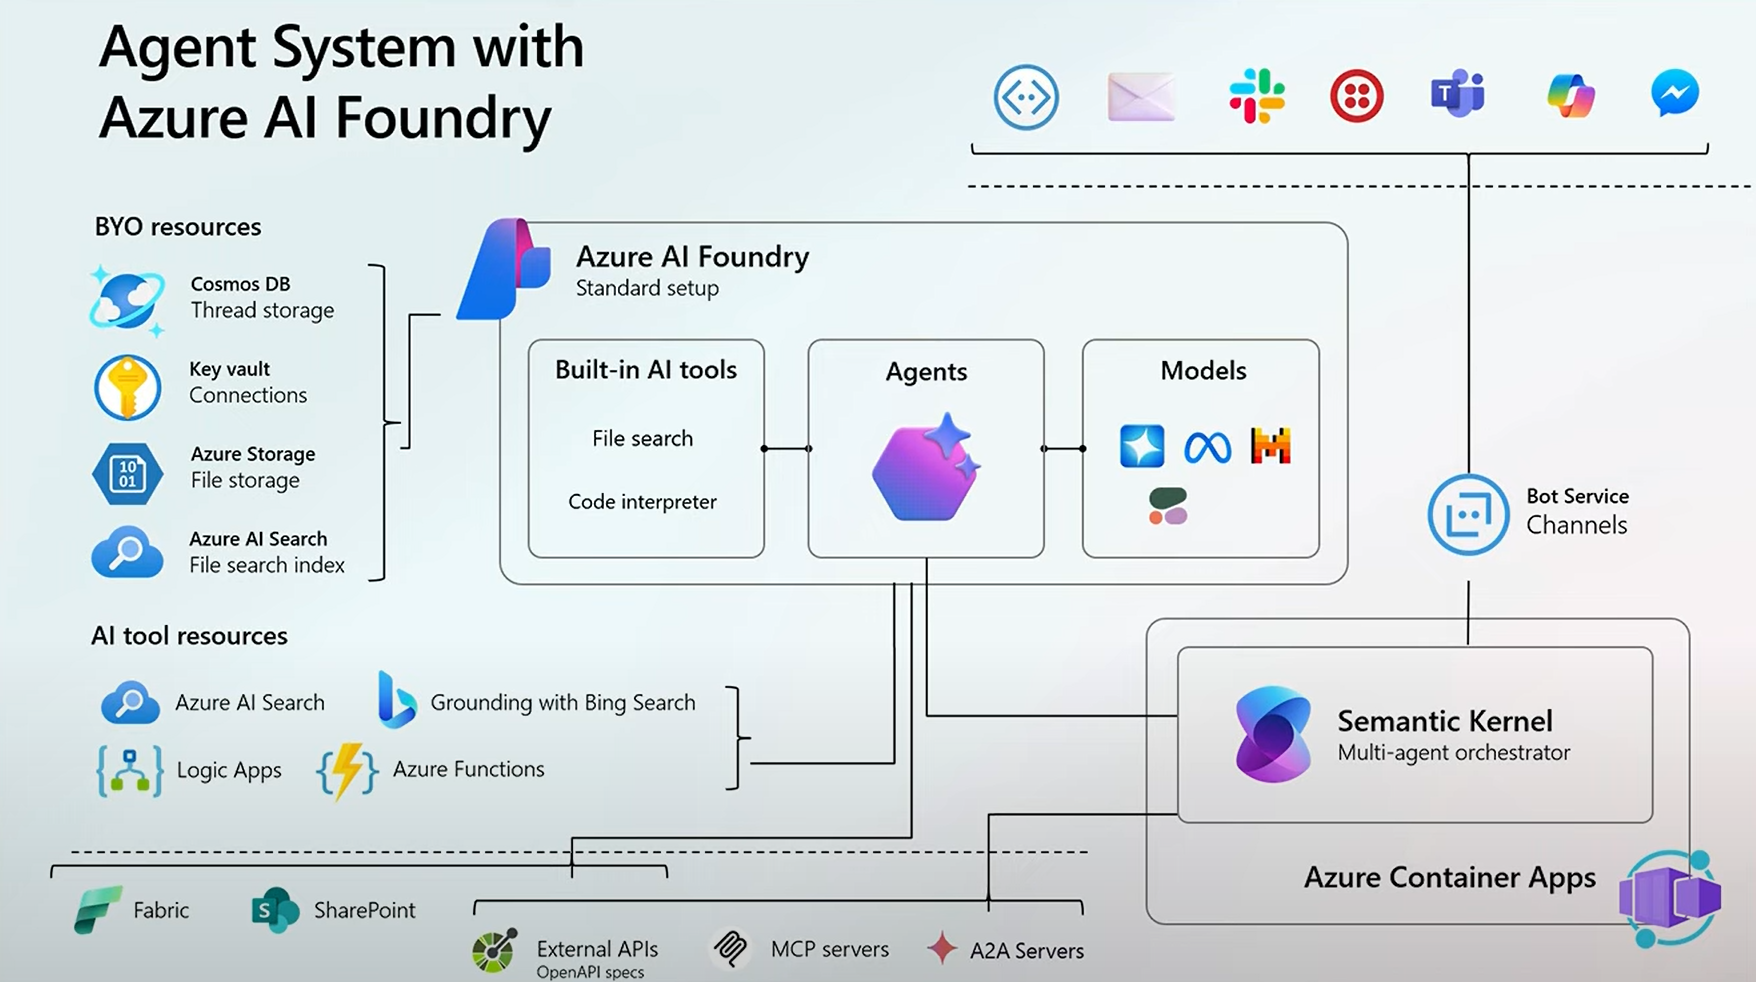 Agent System with
Azure AI Foundry
BYO resources
Cosmos DB
Thread storage
Key vault
Connections
Azure Storage
File storage
Azure AI Search
File search index
Azure AI Foundry
Standard setup
Built-in AI tools
File search
Code interpreter
Agents
Models
Bot Service
Channels
AI tool resources
Azure AI Search
Grounding with Bing Search
Logic Apps
Azure Functions
Semantic Kernel
Multi-agent orchestrator
Azure Container Apps
Fabric
SharePoint
External APIs
OpenAPI specs
MCP servers
A2A Servers
10
01
T
S